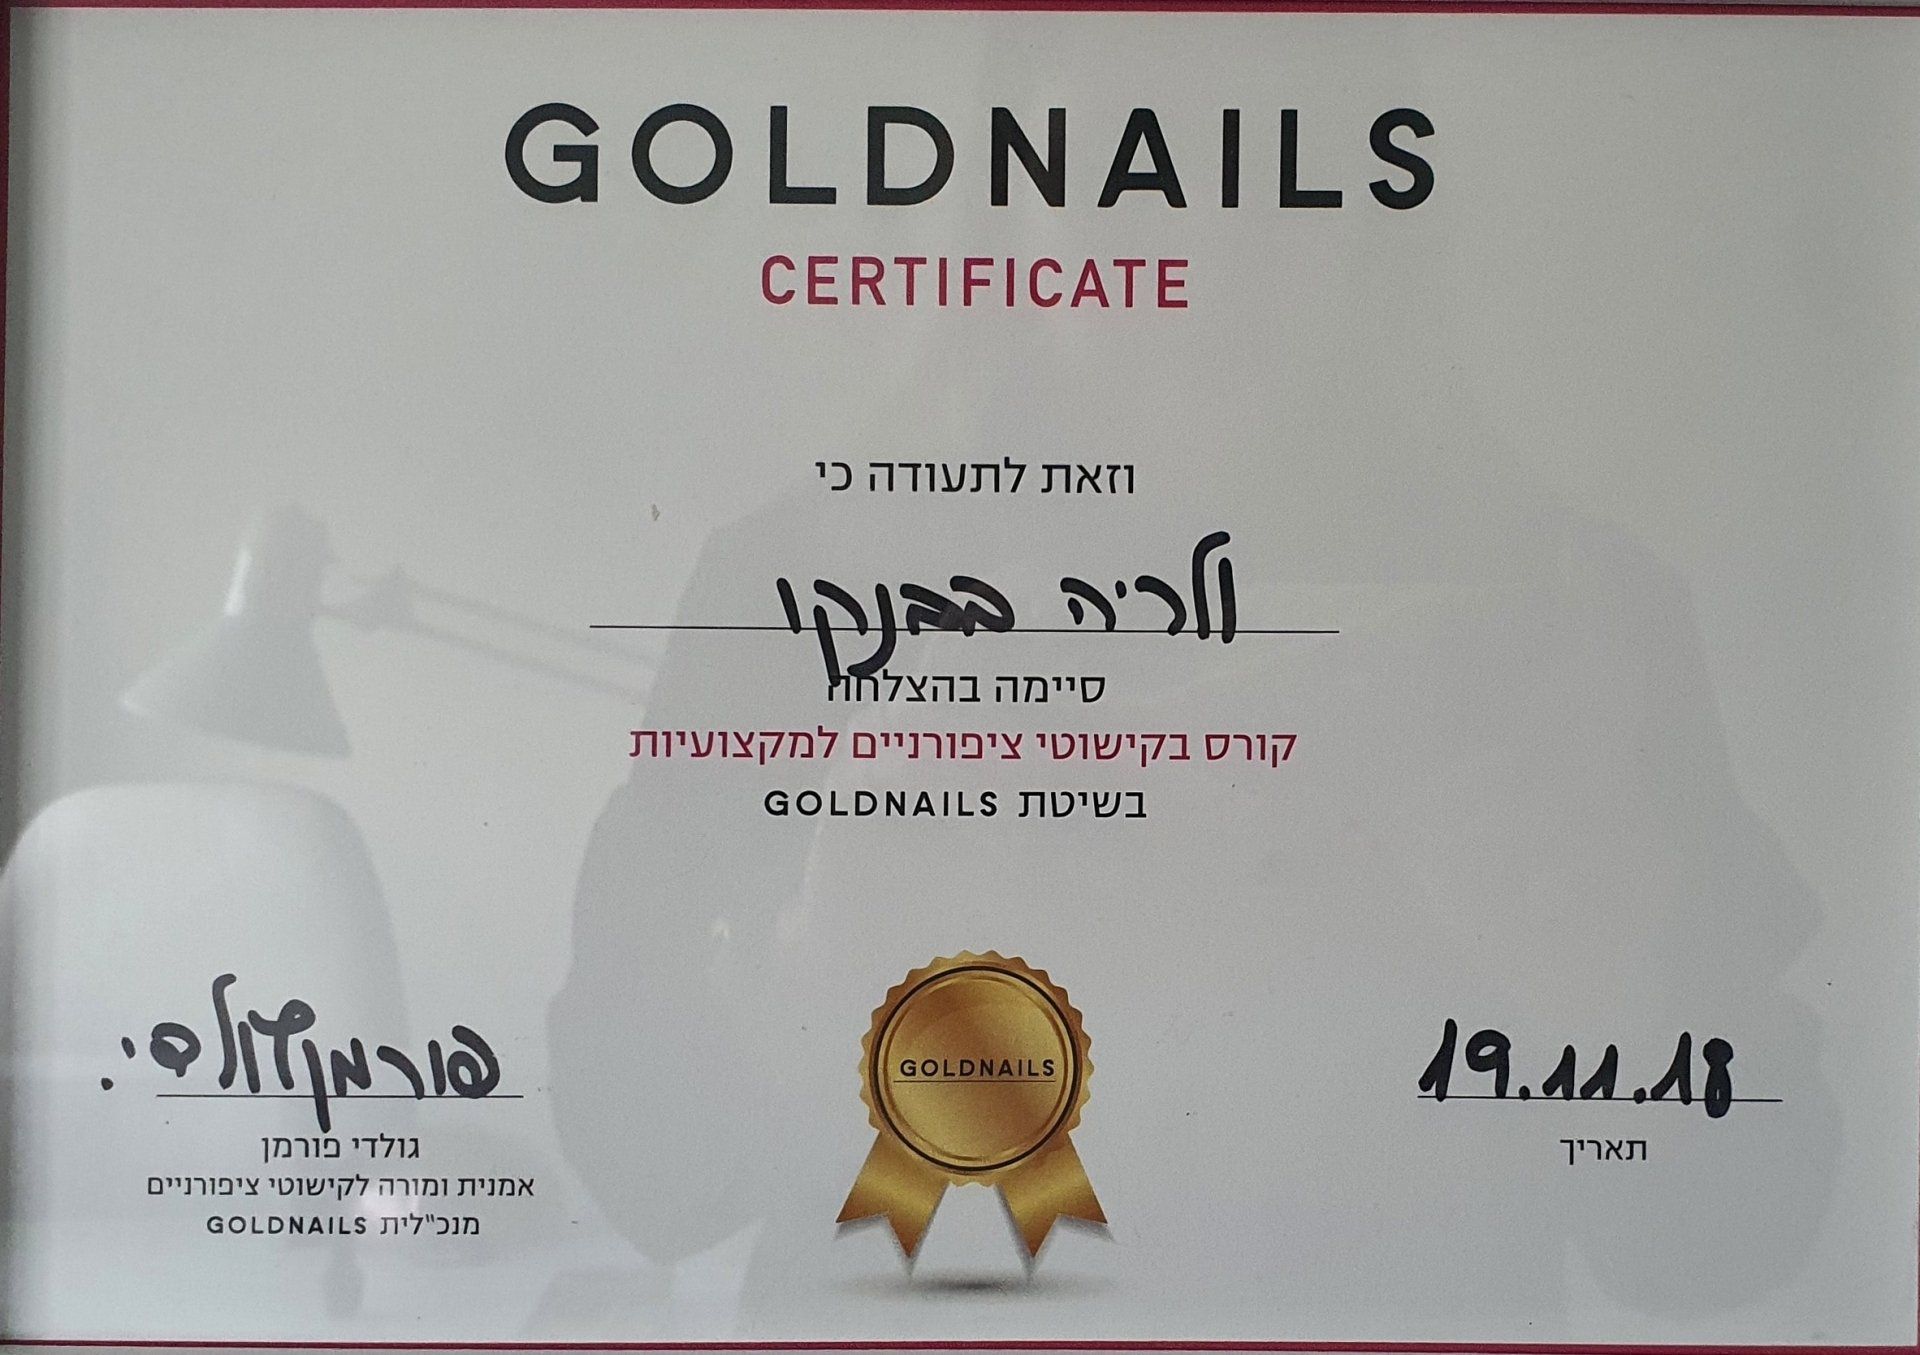 GOLDNAILS
CERTIFICATE
וזאת לתעודה כי
ולריה בבנקו
סיימה בהצלחה
קורס בקישוטי ציפורניים למקצועיות
בשיטת GOLDNAILS
GOLDNAILS
19.11.18
תאריך
גולדי פורמן
אמנית ומורה לקישוטי ציפורניים
מנכ"לית GOLDNAILS